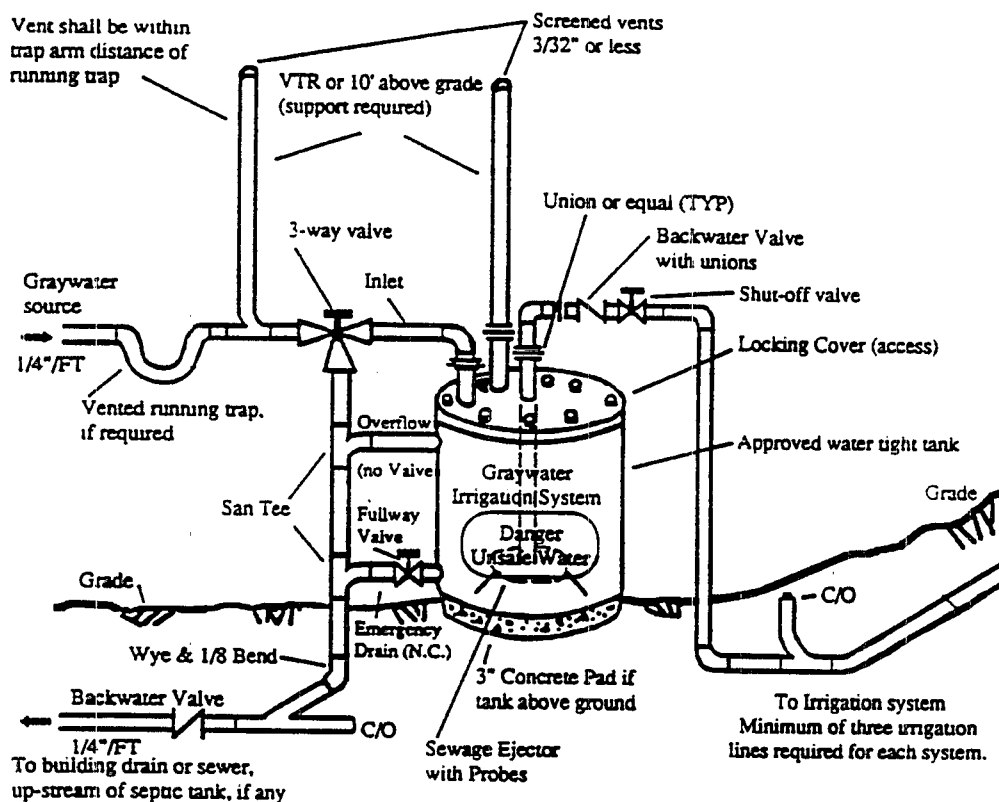 Vent shall be within
trap arm distance of
running trap
Screened vents
3/32" or less
VTR or 10' above grade
(support required)
Union or equal (TYP)
3-way valve
Backwater Valve
with unions
Graywater
source
Inlet
Shut-off valve
1/4"/FT
Locking Cover (access)
Vented running trap,
if required
Overflow
(no Valve
Approved water tight tank
Graywater
Irrigation System
San Tee
Fullway
Valve
Danger
Unsafe Water
Grade
Grade
C/O
Emergency
Drain (N.C.)
Wye & 1/8 Bend
3" Concrete Pad if
tank above ground
Backwater Valve
C/O
To Irrigation system
Minimum of three irrigation
lines required for each system.
1/4"/FT
Sewage Ejector
with Probes
To building drain or sewer,
up-stream of septic tank, if any